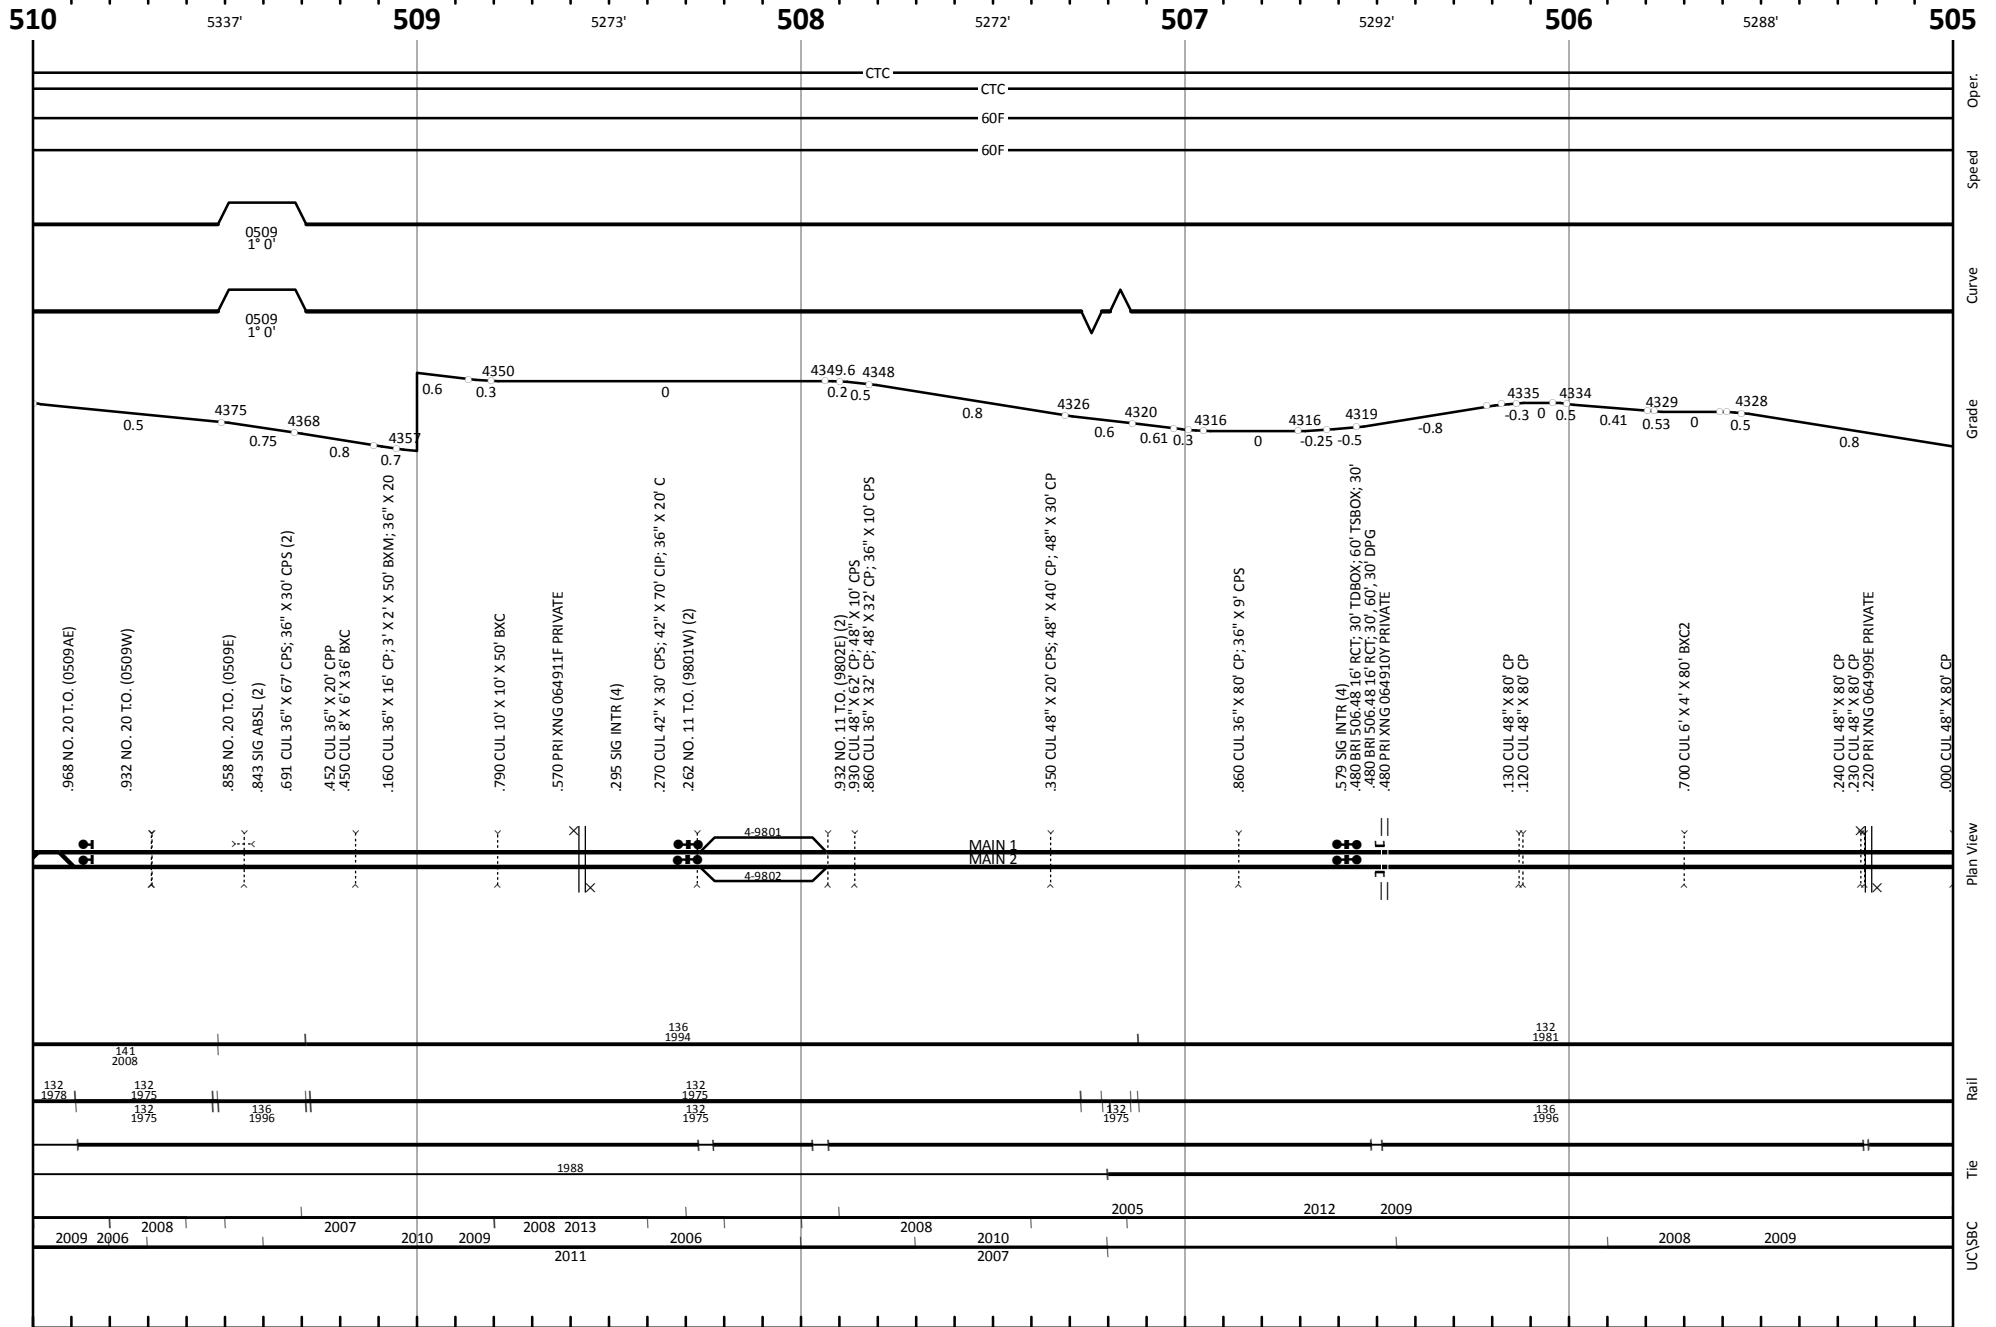 510 5337' 509 5273' 508 5272' 507 5292' 506 5288' 505
CTC
CTC
Oper.
60F
60F
Speed
0509
1° 0'
Curve
0509
1° 0'
0.5 4375 0.75 4368 0.8 4357 0.7 0.6 4350 0.3 0 4349.6 0.2 0.5 4348 0.8 4326 0.6 4320 0.61 0.3 4316 0 4316 -0.25 -0.5 4319 -0.8 4335 -0.3 0 0.5 4334 0.41 4329 0.53 0 4328 0.5 0.8
Grade
.968 NO. 20 T.O. (0509AE)
.932 NO. 20 T.O. (0509W)
.858 NO. 20 T.O. (0509E)
.843 SIG ABSL (2)
.691 CUL 36" X 67' CPS; 36" X 30' CPS (2)
.452 CUL 36" X 20' CPP
.450 CUL 8' X 6' X 36' BXC
.160 CUL 36" X 16' CP; 3' X 2' X 50' BXM; 36" X 20
.790 CUL 10' X 10' X 50' BXC
.570 PRI XNG 064911F PRIVATE
.295 SIG INTR (4)
.270 CUL 42" X 30' CPS; 42" X 70' CIP; 36" X 20' C
.262 NO. 11 T.O. (9801W) (2)
.932 NO. 11 T.O. (9802E) (2)
.930 CUL 48" X 62' CP; 48" X 10' CPS
.860 CUL 36" X 32' CP; 48' X 32' CP; 36" X 10' CPS
.350 CUL 48" X 20' CPS; 48" X 40' CP; 48" X 30' CP
.860 CUL 36" X 80' CP; 36" X 9' CPS
.579 SIG INTR (4)
.480 BRI 506.48 16' RCT; 30' TDBOX; 60' TSBOX; 30'
.480 BRI 506.48 16' RCT; 30', 60', 30' DPG
.480 PRI XNG 064910Y PRIVATE
.130 CUL 48" X 80' CP
.120 CUL 48" X 80' CP
.700 CUL 6' X 4' X 80' BXC2
.240 CUL 48" X 80' CP
.230 CUL 48" X 80' CP
.220 PRI XNG 064909E PRIVATE
.000 CUL 48" X 80' CP
4-9801
MAIN 1
MAIN 2
4-9802
Plan View
136 132
1994 1981
141
2008
132 132 132
1978 1975 1975
Rail
132 136 132 132 136
1975 1996 1975 1975 1996
1988
Tie
2005 2012 2009
2008 2007 2008 2013 2008
2009 2006 2010 2009 2006 2010 2008 2009
2011 2007
UC\SBC